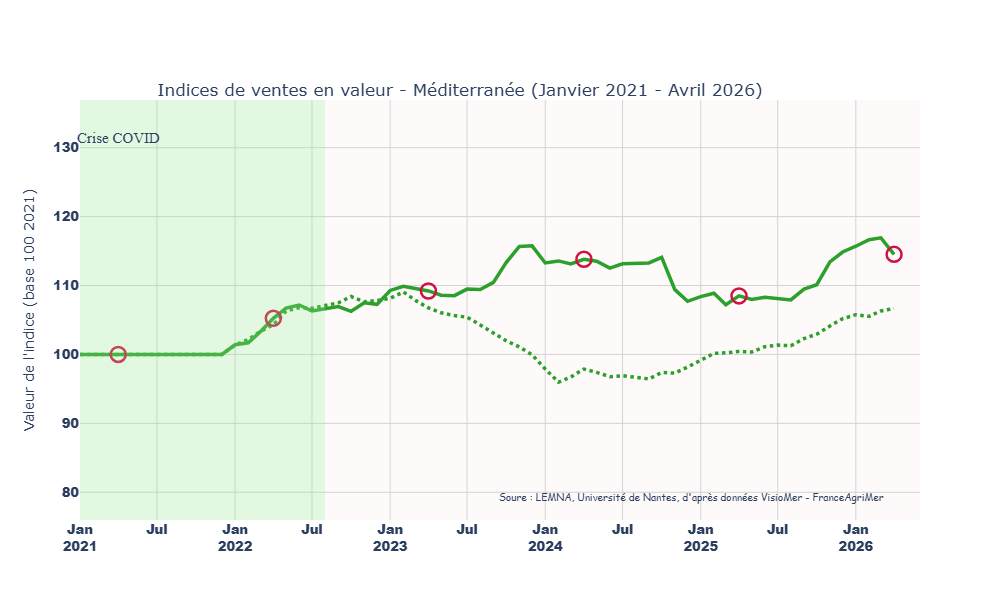 Indices de ventes en valeur - Méditerranée (Janvier 2021 - Avril 2026)
Crise COVID
Valeur de l'indice (base 100 2021)
130
120
110
100
90
80
Soure : LEMNA, Université de Nantes, d'après données VisioMer - FranceAgriMer
Jan Jul Jan Jul Jan Jul Jan Jul Jan Jul Jan
2021 2022 2023 2024 2025 2026